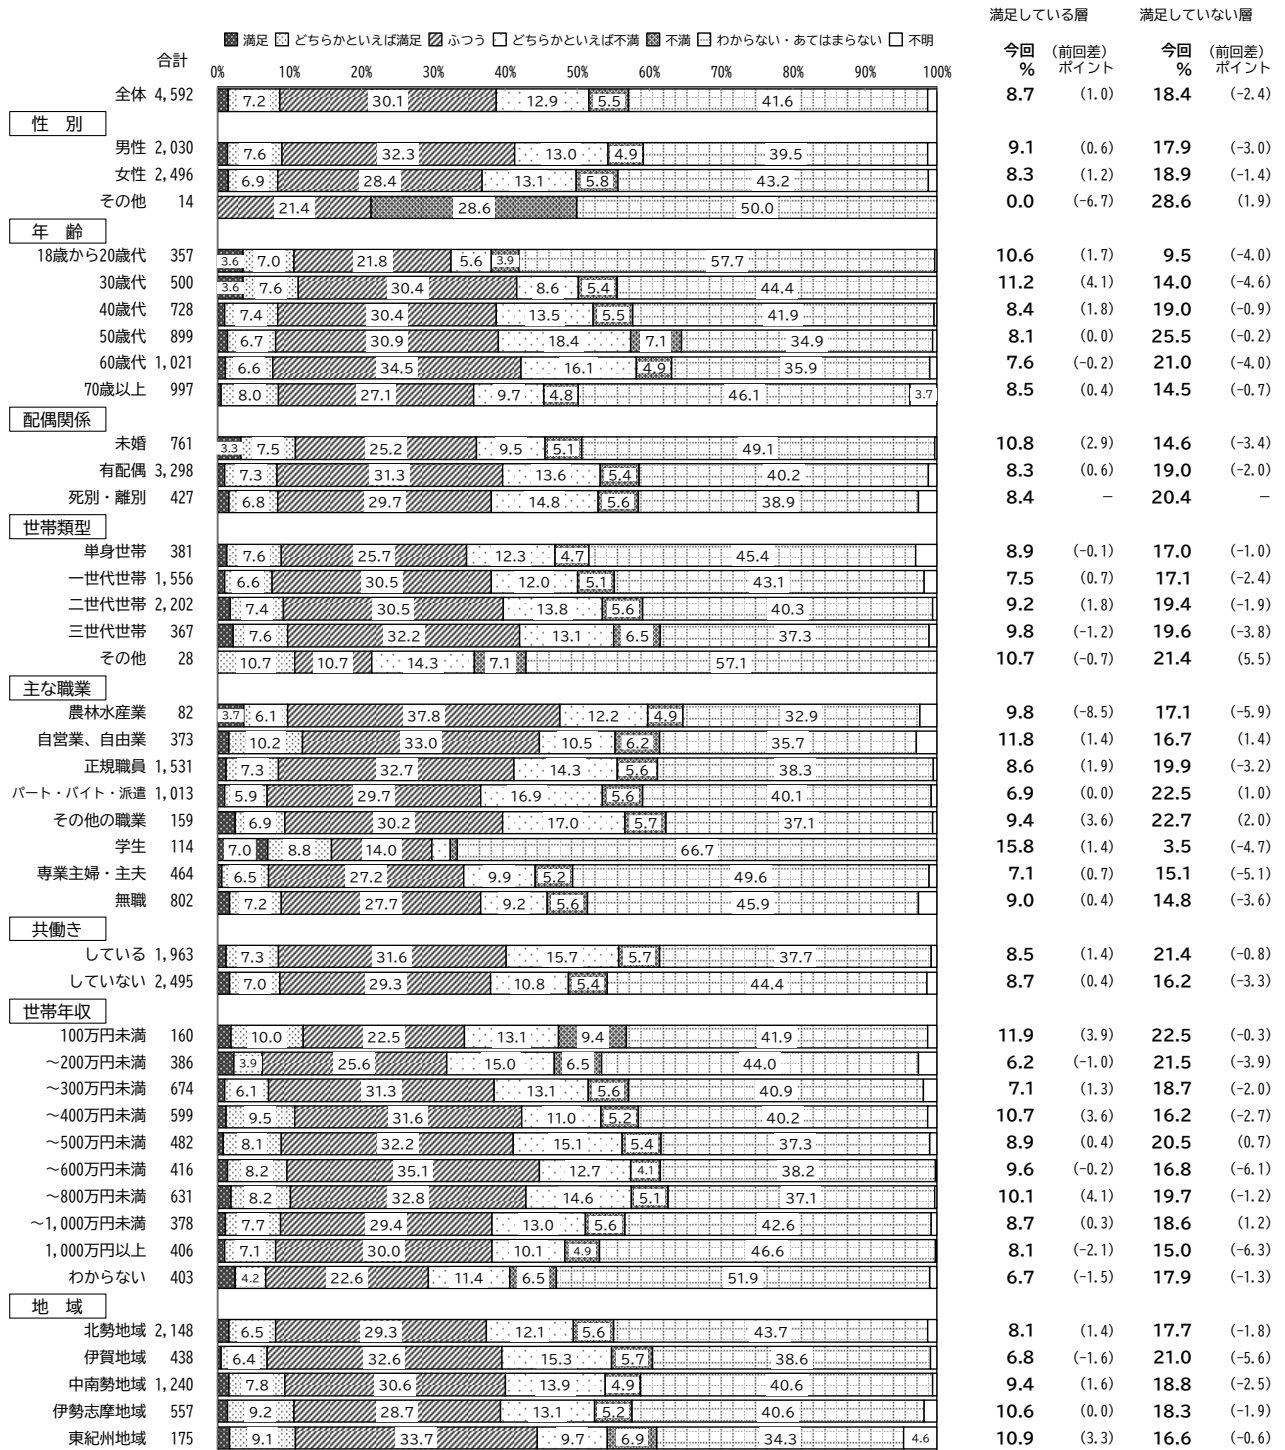 満足している層 満足していない層
満足 どちらかといえば満足 ふつう どちらかといえば不満 不満 わからない・あてはまらない 不明
合計 今回 (前回差) 今回 (前回差)
0% 10% 20% 30% 40% 50% 60% 70% 80% 90% 100% % ポイント % ポイント
全体 4,592 7.2 30.1 12.9 5.5 41.6 8.7 (1.0) 18.4 (-2.4)
性 別
男性 2,030 7.6 32.3 13.0 4.9 39.5 9.1 (0.6) 17.9 (-3.0)
女性 2,496 6.9 28.4 13.1 5.8 43.2 8.3 (1.2) 18.9 (-1.4)
その他 14 21.4 28.6 50.0 0.0 (-6.7) 28.6 (1.9)
年 齢
18歳から20歳代 357 3.6 7.0 21.8 5.6 3.9 57.7 10.6 (1.7) 9.5 (-4.0)
30歳代 500 3.6 7.6 30.4 8.6 5.4 44.4 11.2 (4.1) 14.0 (-4.6)
40歳代 728 7.4 30.4 13.5 5.5 41.9 8.4 (1.8) 19.0 (-0.9)
50歳代 899 6.7 30.9 18.4 7.1 34.9 8.1 (0.0) 25.5 (-0.2)
60歳代 1,021 6.6 34.5 16.1 4.9 35.9 7.6 (-0.2) 21.0 (-4.0)
70歳以上 997 8.0 27.1 9.7 4.8 46.1 3.7 8.5 (0.4) 14.5 (-0.7)
配偶関係
未婚 761 3.3 7.5 25.2 9.5 5.1 49.1 10.8 (2.9) 14.6 (-3.4)
有配偶 3,298 7.3 31.3 13.6 5.4 40.2 8.3 (0.6) 19.0 (-2.0)
死別・離別 427 6.8 29.7 14.8 5.6 38.9 8.4 － 20.4 －
世帯類型
単身世帯 381 7.6 25.7 12.3 4.7 45.4 8.9 (-0.1) 17.0 (-1.0)
一世代世帯 1,556 6.6 30.5 12.0 5.1 43.1 7.5 (0.7) 17.1 (-2.4)
二世代世帯 2,202 7.4 30.5 13.8 5.6 40.3 9.2 (1.8) 19.4 (-1.9)
三世代世帯 367 7.6 32.2 13.1 6.5 37.3 9.8 (-1.2) 19.6 (-3.8)
その他 28 10.7 10.7 14.3 7.1 57.1 10.7 (-0.7) 21.4 (5.5)
主な職業
農林水産業 82 3.7 6.1 37.8 12.2 4.9 32.9 9.8 (-8.5) 17.1 (-5.9)
自営業、自由業 373 10.2 33.0 10.5 6.2 35.7 11.8 (1.4) 16.7 (1.4)
正規職員 1,531 7.3 32.7 14.3 5.6 38.3 8.6 (1.9) 19.9 (-3.2)
パート・バイト・派遣 1,013 5.9 29.7 16.9 5.6 40.1 6.9 (0.0) 22.5 (1.0)
その他の職業 159 6.9 30.2 17.0 5.7 37.1 9.4 (3.6) 22.7 (2.0)
学生 114 7.0 8.8 14.0 66.7 15.8 (1.4) 3.5 (-4.7)
専業主婦・主夫 464 6.5 27.2 9.9 5.2 49.6 7.1 (0.7) 15.1 (-5.1)
無職 802 7.2 27.7 9.2 5.6 45.9 9.0 (0.4) 14.8 (-3.6)
共働き
している 1,963 7.3 31.6 15.7 5.7 37.7 8.5 (1.4) 21.4 (-0.8)
していない 2,495 7.0 29.3 10.8 5.4 44.4 8.7 (0.4) 16.2 (-3.3)
世帯年収
100万円未満 160 10.0 22.5 13.1 9.4 41.9 11.9 (3.9) 22.5 (-0.3)
～200万円未満 386 3.9 25.6 15.0 6.5 44.0 6.2 (-1.0) 21.5 (-3.9)
～300万円未満 674 6.1 31.3 13.1 5.6 40.9 7.1 (1.3) 18.7 (-2.0)
～400万円未満 599 9.5 31.6 11.0 5.2 40.2 10.7 (3.6) 16.2 (-2.7)
～500万円未満 482 8.1 32.2 15.1 5.4 37.3 8.9 (0.4) 20.5 (0.7)
～600万円未満 416 8.2 35.1 12.7 4.1 38.2 9.6 (-0.2) 16.8 (-6.1)
～800万円未満 631 8.2 32.8 14.6 5.1 37.1 10.1 (4.1) 19.7 (-1.2)
～1,000万円未満 378 7.7 29.4 13.0 5.6 42.6 8.7 (0.3) 18.6 (1.2)
1,000万円以上 406 7.1 30.0 10.1 4.9 46.6 8.1 (-2.1) 15.0 (-6.3)
わからない 403 4.2 22.6 11.4 6.5 51.9 6.7 (-1.5) 17.9 (-1.3)
地 域
北勢地域 2,148 6.5 29.3 12.1 5.6 43.7 8.1 (1.4) 17.7 (-1.8)
伊賀地域 438 6.4 32.6 15.3 5.7 38.6 6.8 (-1.6) 21.0 (-5.6)
中南勢地域 1,240 7.8 30.6 13.9 4.9 40.6 9.4 (1.6) 18.8 (-2.5)
伊勢志摩地域 557 9.2 28.7 13.1 5.2 40.6 10.6 (0.0) 18.3 (-1.9)
東紀州地域 175 9.1 33.7 9.7 6.9 34.3 4.6 10.9 (3.3) 16.6 (-0.6)